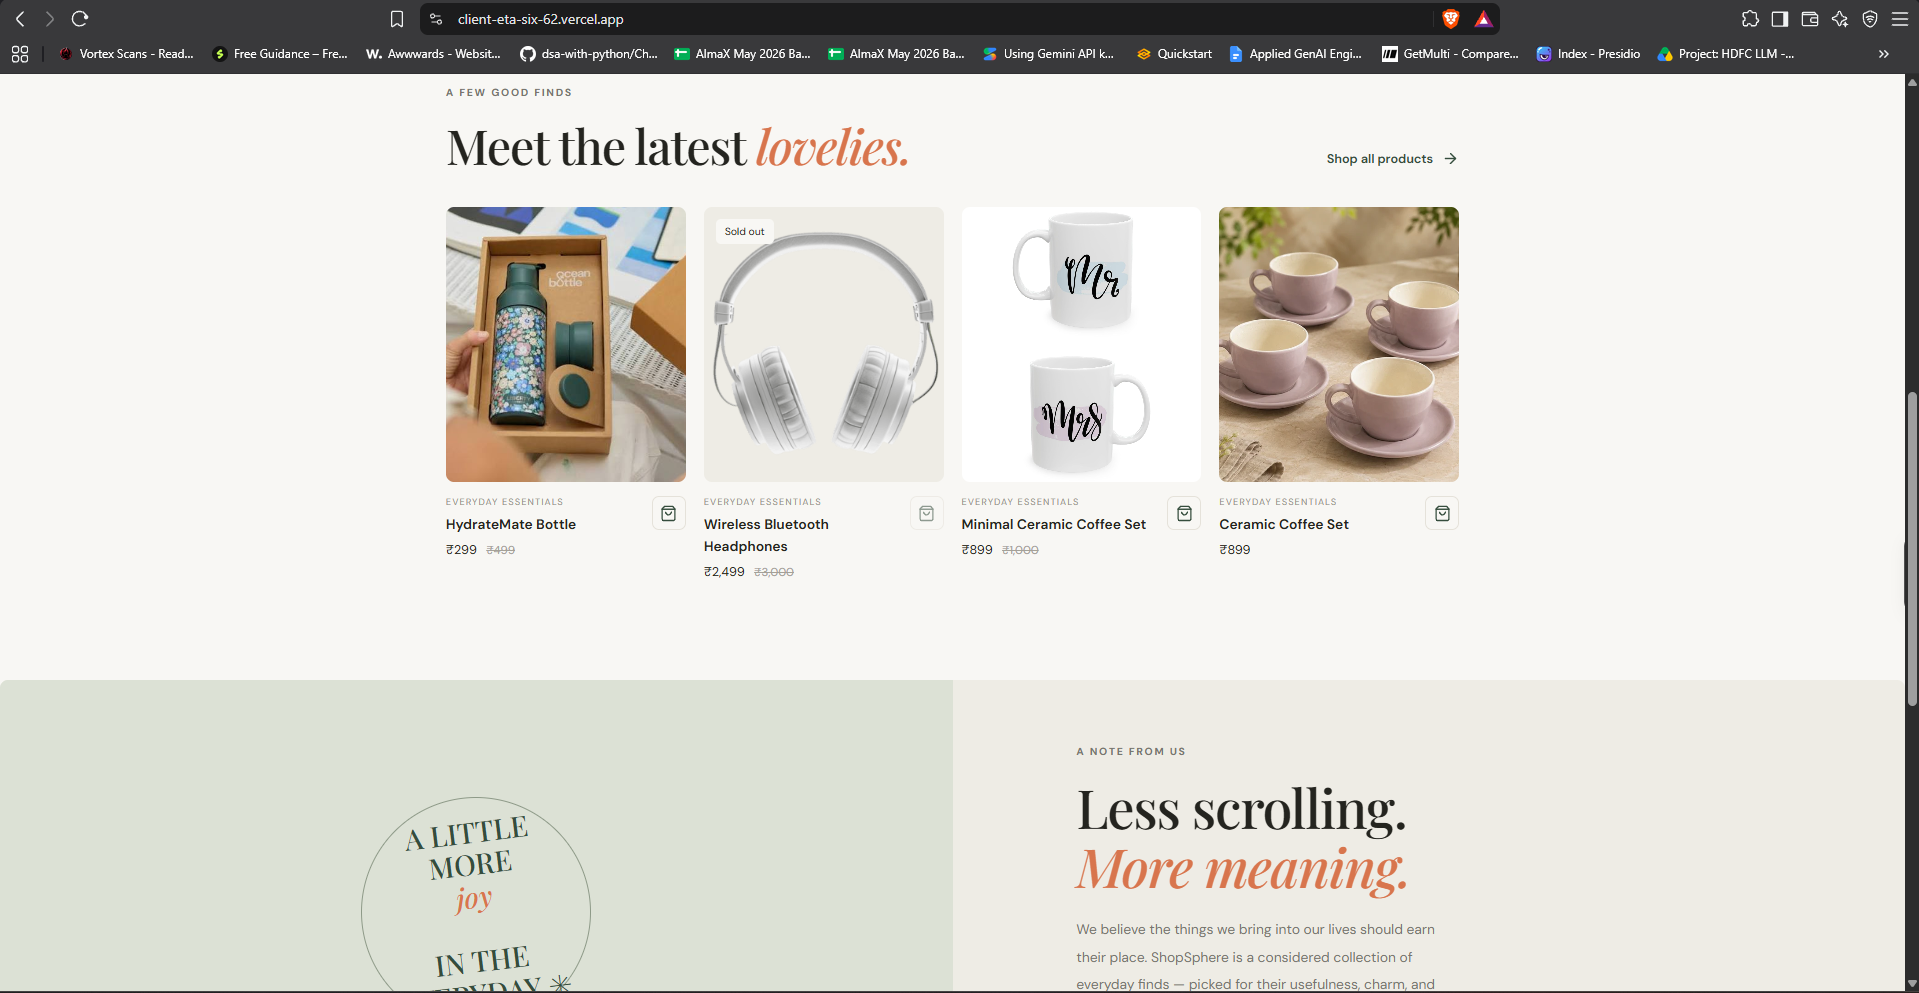 client-eta-six-62.vercel.app
Vortex Scans - Read...
Free Guidance – Fre...
W. Awwwards - Websit...
dsa-with-python/Ch...
AlmaX May 2026 Ba...
AlmaX May 2026 Ba...
Using Gemini API k...
Quickstart
Applied GenAI Engi...
GetMulti - Compare...
Index - Presidio
Project: HDFC LLM -...
A FEW GOOD FINDS
Meet the latest lovelies.
Shop all products
ocean
bottle
Sold out
Mr
Mrs
EVERYDAY ESSENTIALS
HydrateMate Bottle
₹299 ₹499
EVERYDAY ESSENTIALS
Wireless Bluetooth
Headphones
₹2,499 ₹3,000
EVERYDAY ESSENTIALS
Minimal Ceramic Coffee Set
₹899 ₹1,000
EVERYDAY ESSENTIALS
Ceramic Coffee Set
₹899
A LITTLE
MORE
joy
IN THE
A NOTE FROM US
Less scrolling.
More meaning.
We believe the things we bring into our lives should earn
their place. ShopSphere is a considered collection of
everyday finds — picked for their usefulness, charm, and